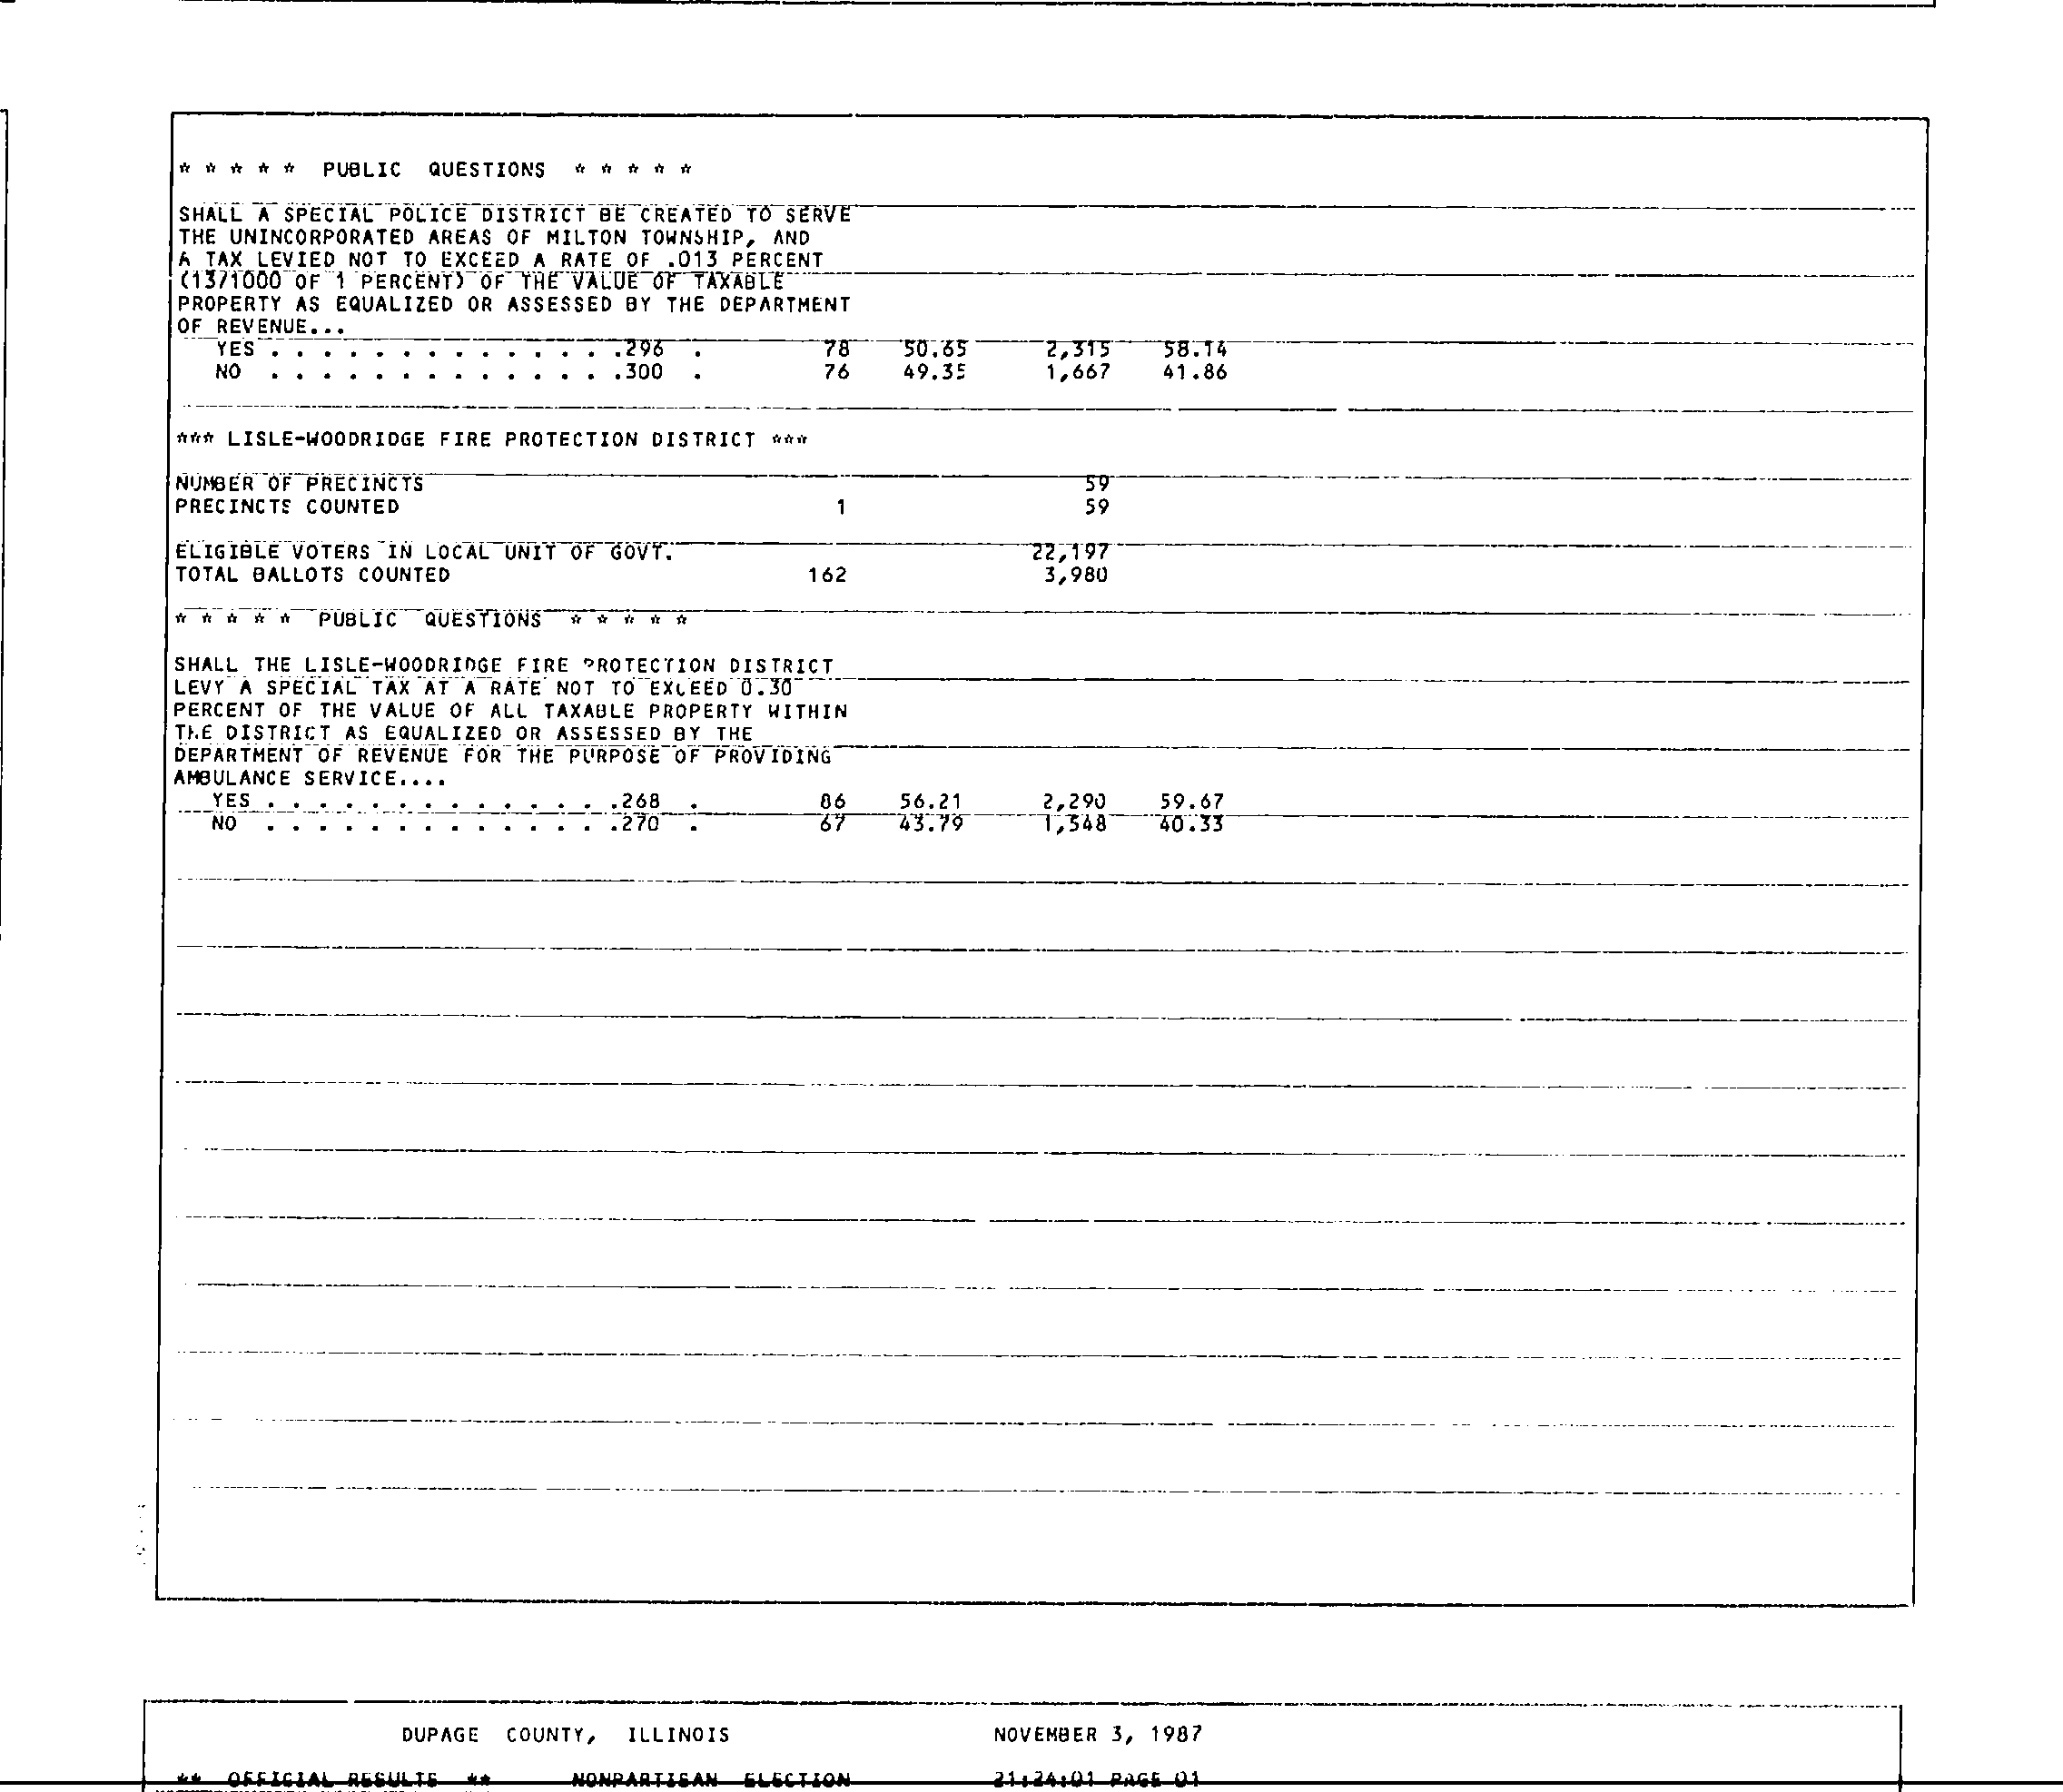 * * * * * PUBLIC QUESTIONS * * * * *
SHALL A SPECIAL POLICE DISTRICT BE CREATED TO SERVE
THE UNINCORPORATED AREAS OF MILTON TOWNSHIP, AND
A TAX LEVIED NOT TO EXCEED A RATE OF .013 PERCENT
(13/1000 OF 1 PERCENT) OF THE VALUE OF TAXABLE
PROPERTY AS EQUALIZED OR ASSESSED BY THE DEPARTMENT
OF REVENUE...
YES . . . . . . . . . . . . . .296 . 78 50.65 2,315 58.14
NO . . . . . . . . . . . . . .300 . 76 49.35 1,667 41.86
*** LISLE-WOODRIDGE FIRE PROTECTION DISTRICT ***
NUMBER OF PRECINCTS 59
PRECINCTS COUNTED 1 59
ELIGIBLE VOTERS IN LOCAL UNIT OF GOVT. 22,197
TOTAL BALLOTS COUNTED 162 3,980
* * * * * PUBLIC QUESTIONS * * * * *
SHALL THE LISLE-WOODRIDGE FIRE PROTECTION DISTRICT
LEVY A SPECIAL TAX AT A RATE NOT TO EXCEED 0.30
PERCENT OF THE VALUE OF ALL TAXABLE PROPERTY WITHIN
THE DISTRICT AS EQUALIZED OR ASSESSED BY THE
DEPARTMENT OF REVENUE FOR THE PURPOSE OF PROVIDING
AMBULANCE SERVICE....
YES . . . . . . . . . . . . . .268 . 86 56.21 2,290 59.67
NO . . . . . . . . . . . . . .270 . 67 43.79 1,548 40.33
DUPAGE COUNTY, ILLINOIS NOVEMBER 3, 1987
** OFFICIAL RESULTS ** NONPARTISAN ELECTION 21:24:01 PAGE 01